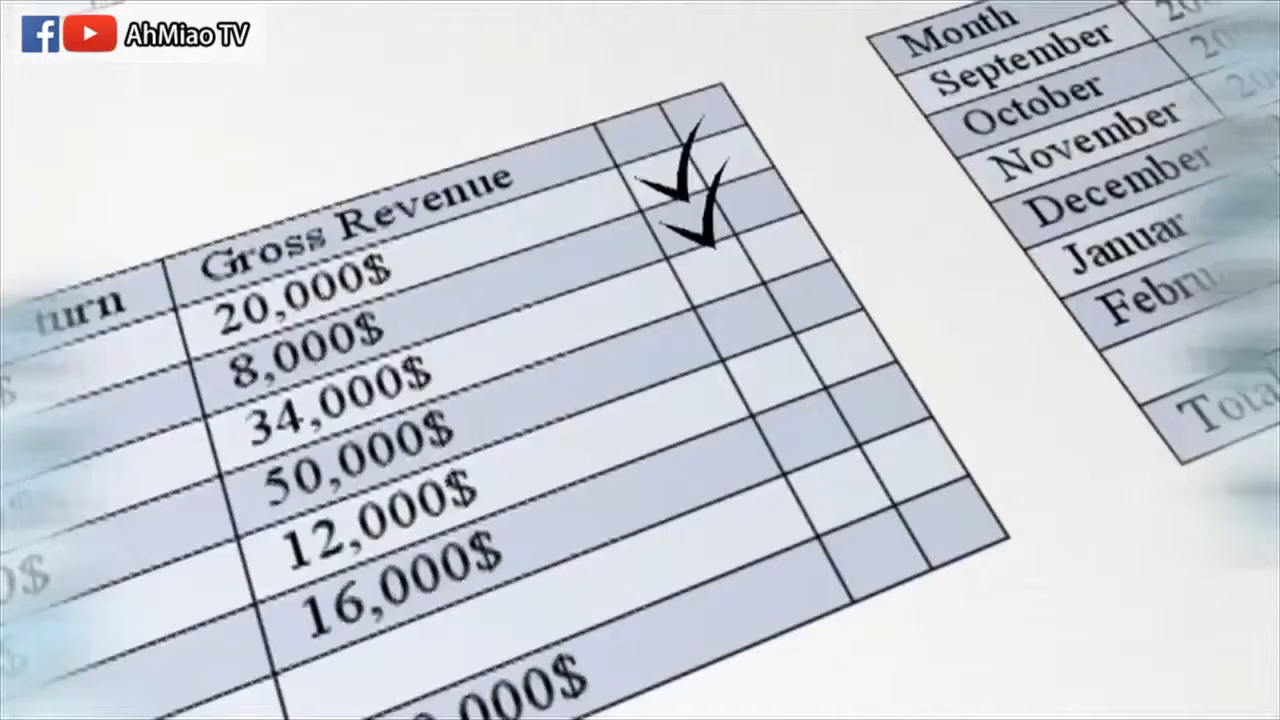 AhMiao TV
Gross Revenue
20,000$
8,000$
34,000$
50,000$
12,000$
16,000$
Month
September
October
November
December